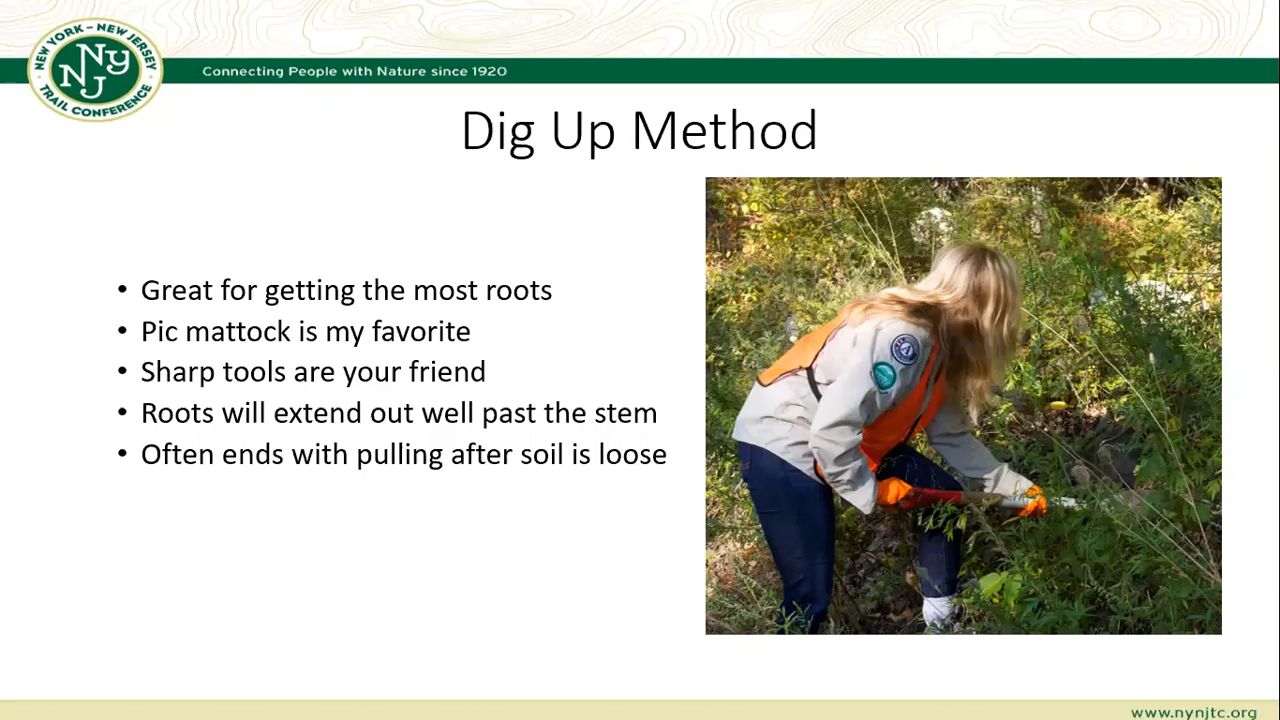 NEW YORK - NEW JERSEY
NY
NJ
TRAIL CONFERENCE
Connecting People with Nature since 1920
Dig Up Method
• Great for getting the most roots
• Pic mattock is my favorite
• Sharp tools are your friend
• Roots will extend out well past the stem
• Often ends with pulling after soil is loose
www.nynjtc.org